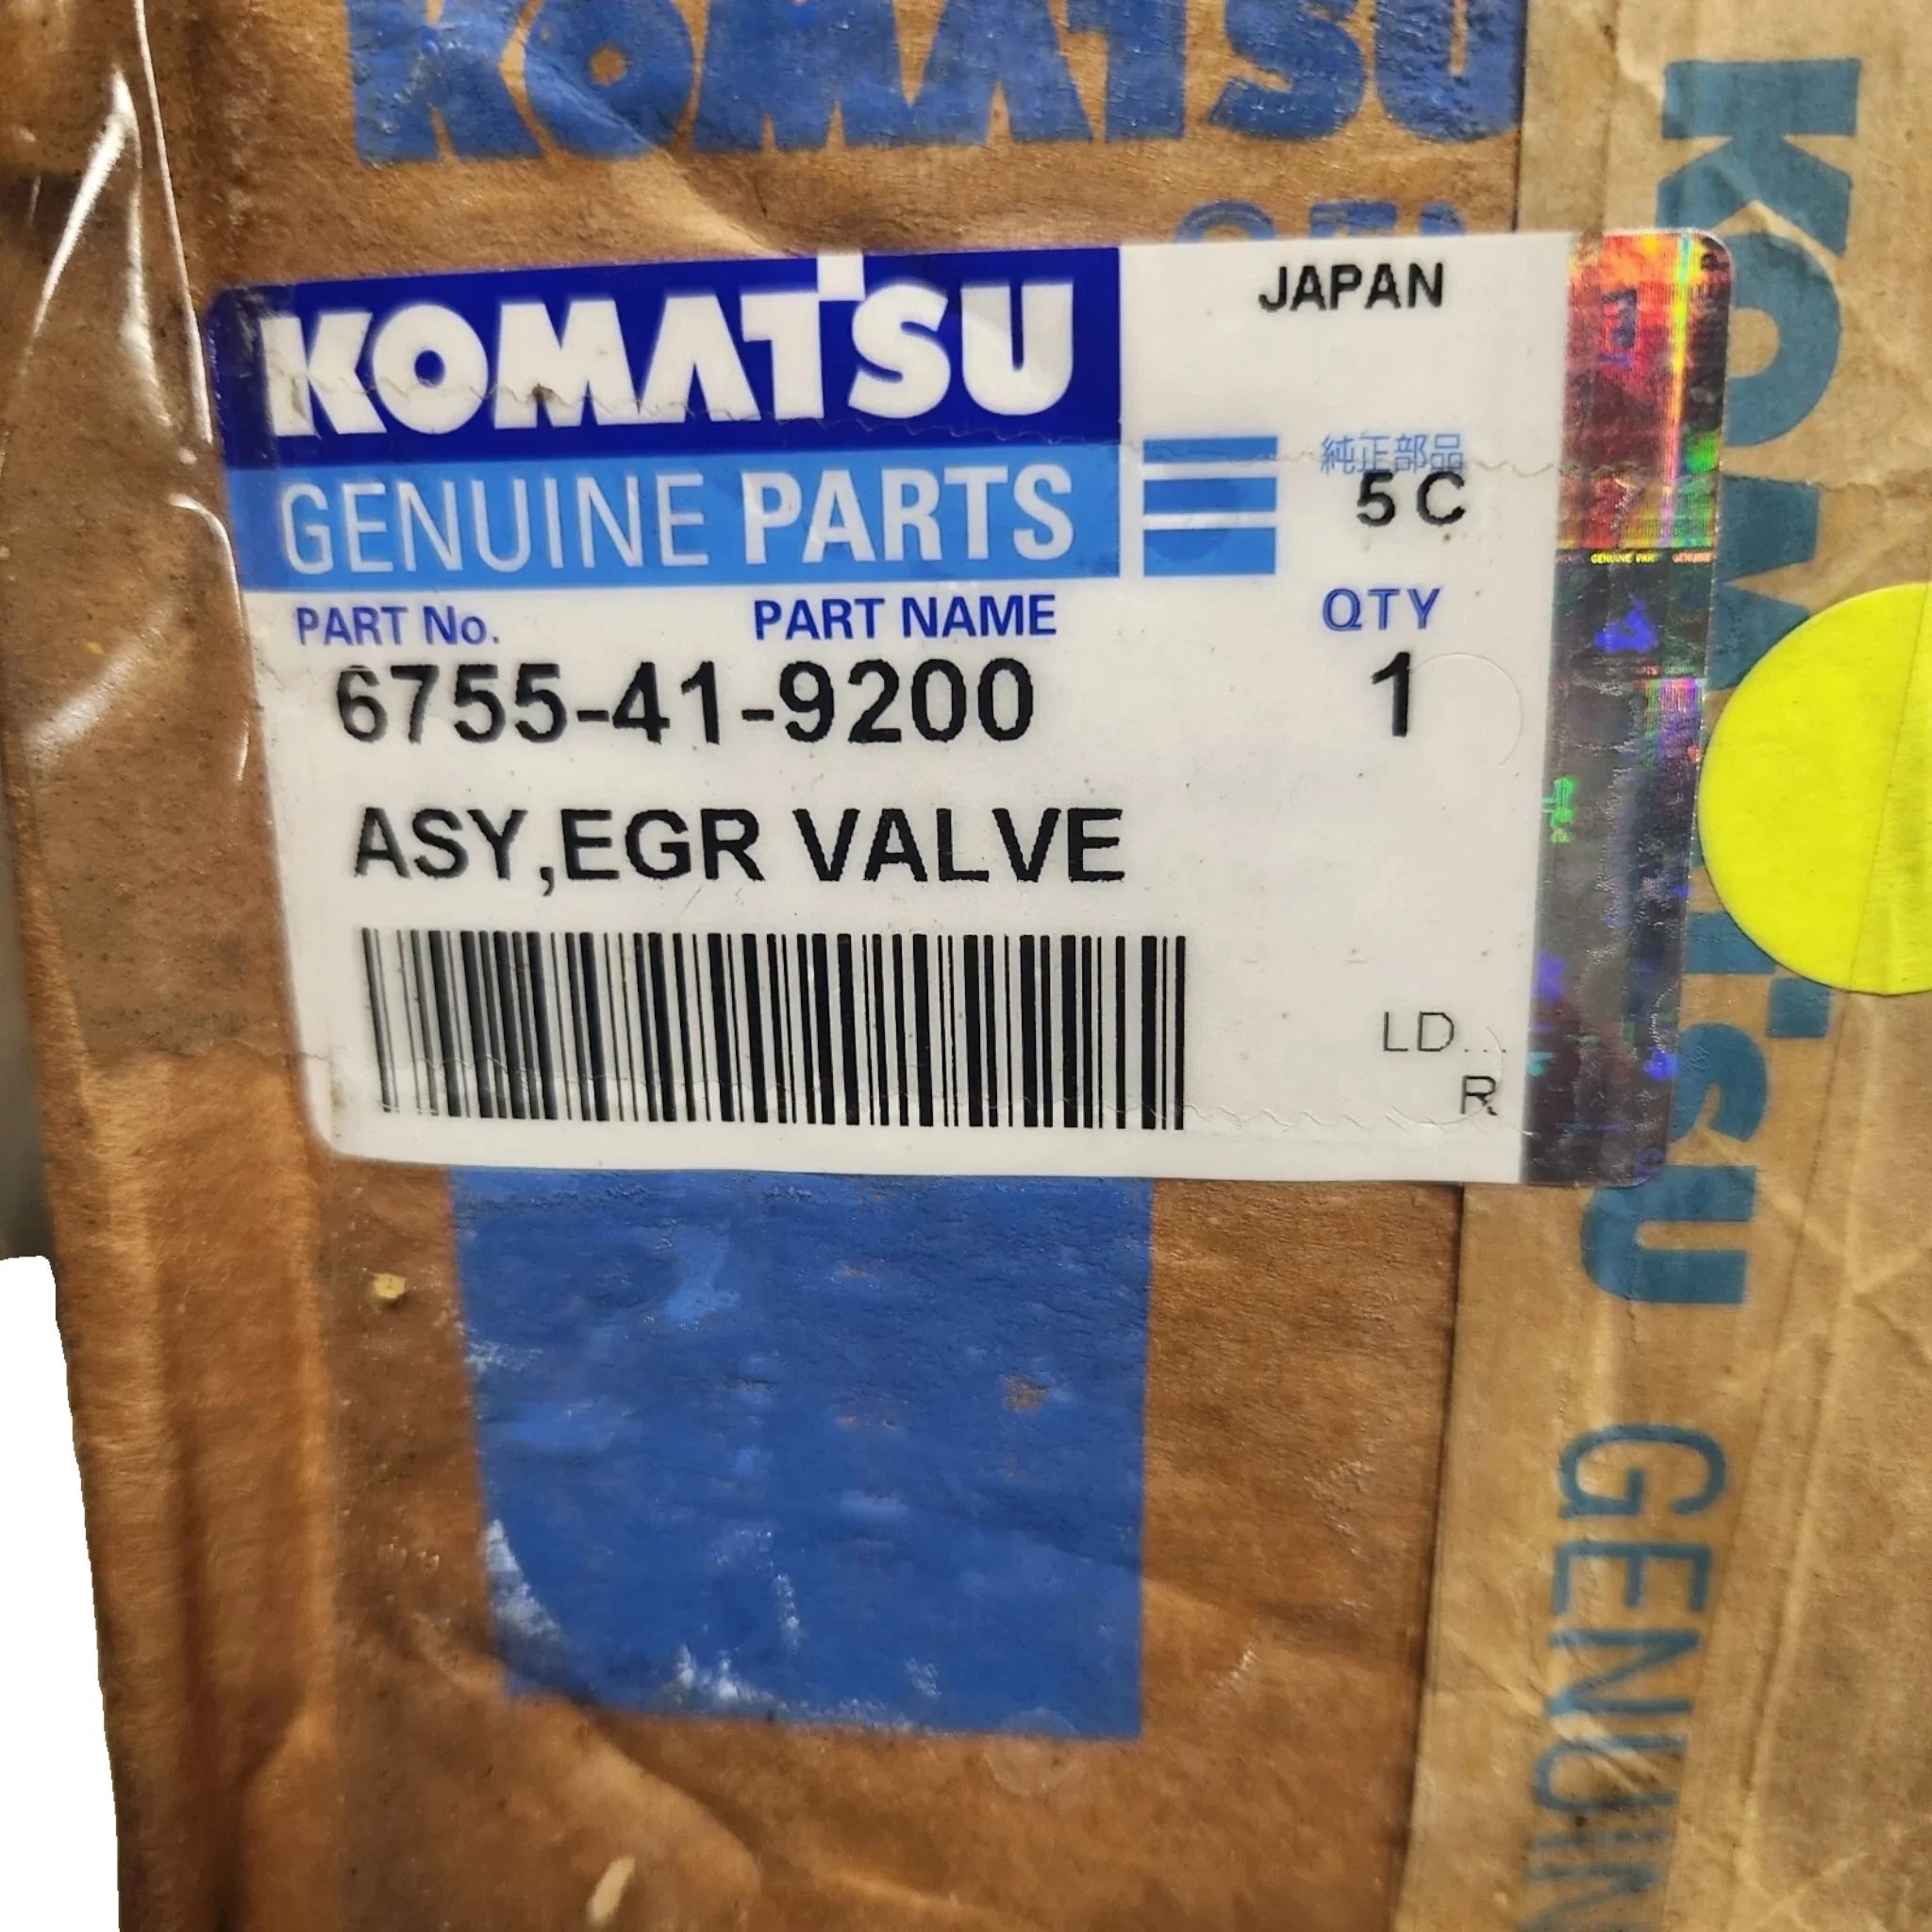 KOMATSU
KOMATSU
JAPAN
純正部品
GENUINE PARTS
5C
PART No.
PART NAME
QTY
6755-41-9200
1
ASY,EGR VALVE
LD...
R
KOMATSU GENUIN